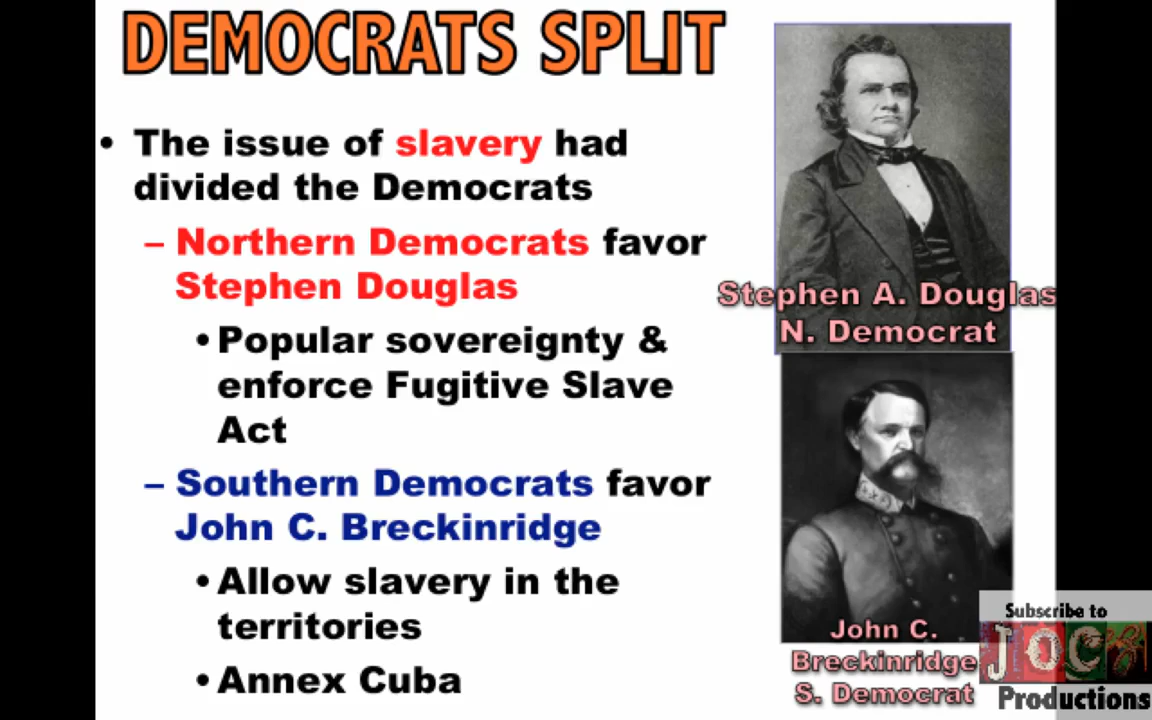 DEMOCRATS SPLIT
• The issue of slavery had
divided the Democrats
– Northern Democrats favor
Stephen Douglas
• Popular sovereignty &
enforce Fugitive Slave
Act
– Southern Democrats favor
John C. Breckinridge
• Allow slavery in the
territories
• Annex Cuba
Stephen A. Douglas
N. Democrat
John C.
Breckinridge
S. Democrat
Subscribe to
JOCz
Productions